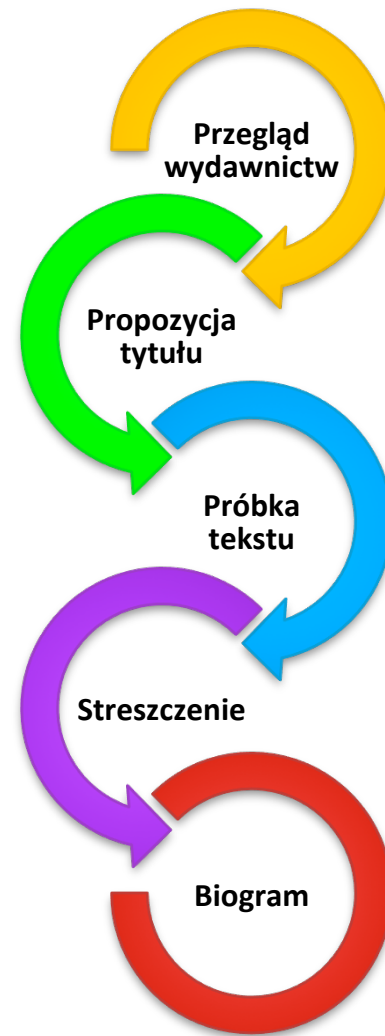 Przegląd
wydawnictw
Propozycja
tytułu
Próbka
tekstu
Streszczenie
Biogram